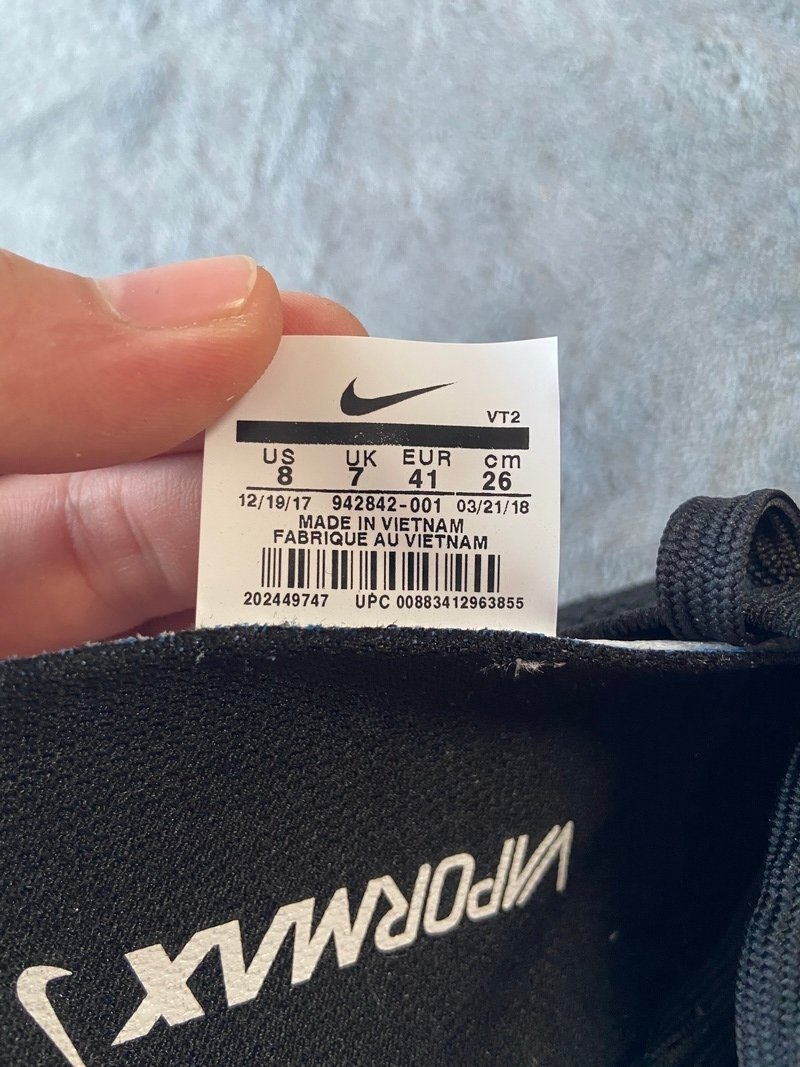 VT2
US UK EUR cm
8 7 41 26
12/19/17 942842-001 03/21/18
MADE IN VIETNAM
FABRIQUE AU VIETNAM
202449747 UPC 00883412963855
VAPORMAX